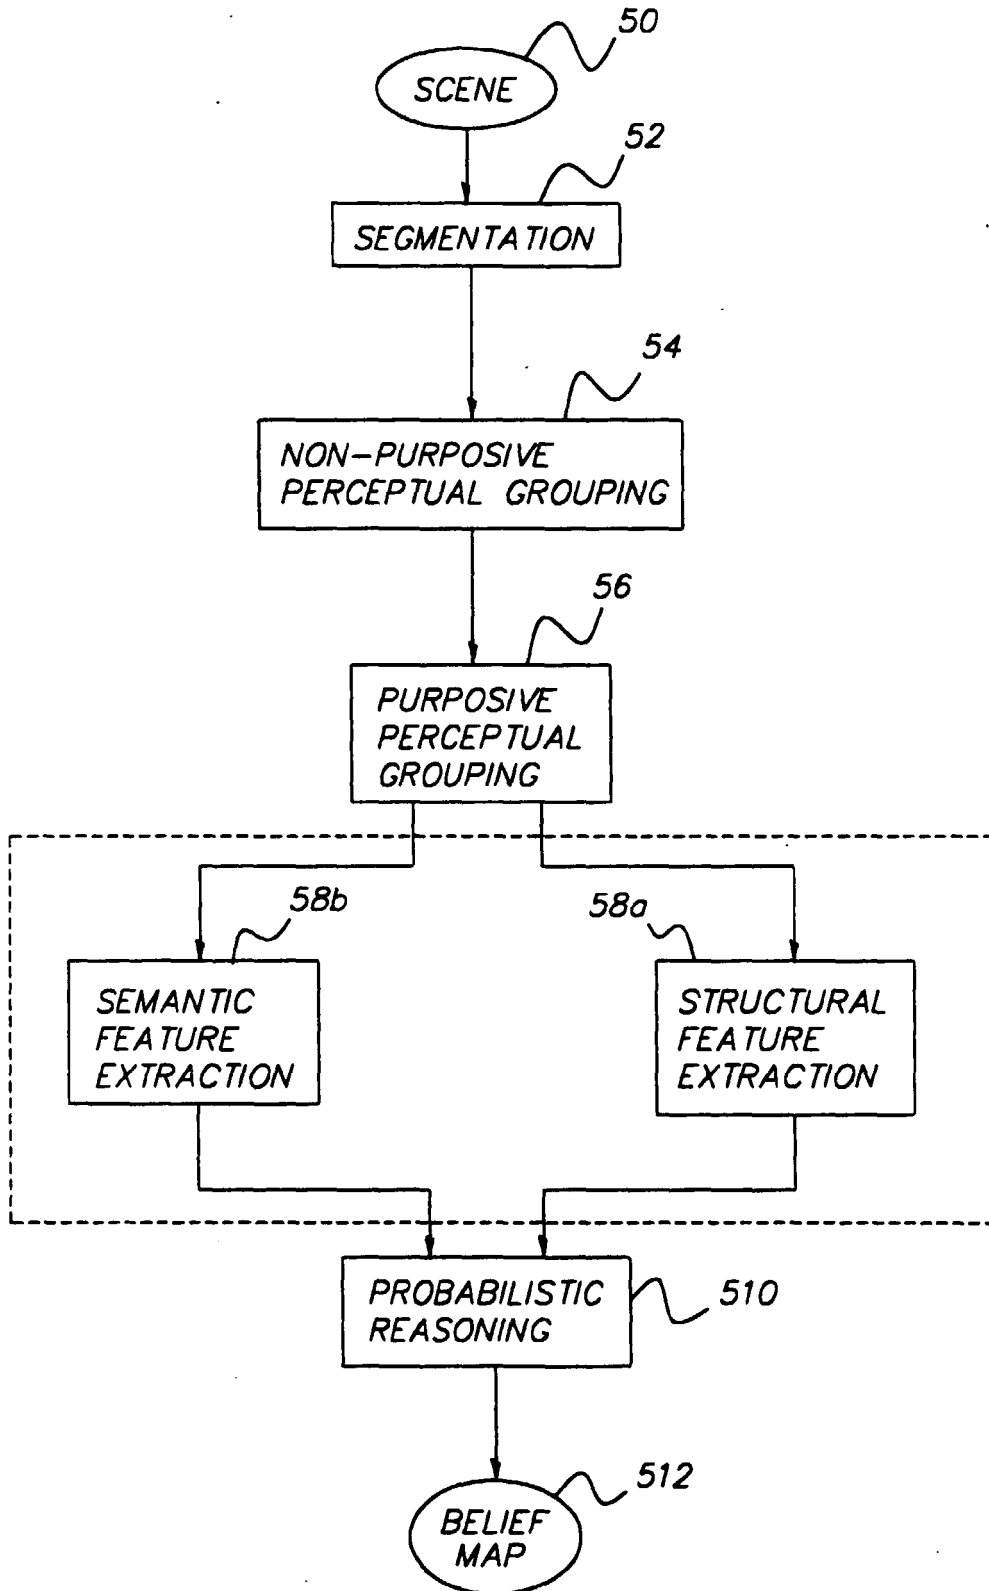 50
SCENE
52
SEGMENTATION
54
NON-PURPOSIVE
PERCEPTUAL GROUPING
56
PURPOSIVE
PERCEPTUAL
GROUPING
58b
58a
SEMANTIC
FEATURE
EXTRACTION
STRUCTURAL
FEATURE
EXTRACTION
PROBABILISTIC
REASONING
510
512
BELIEF
MAP